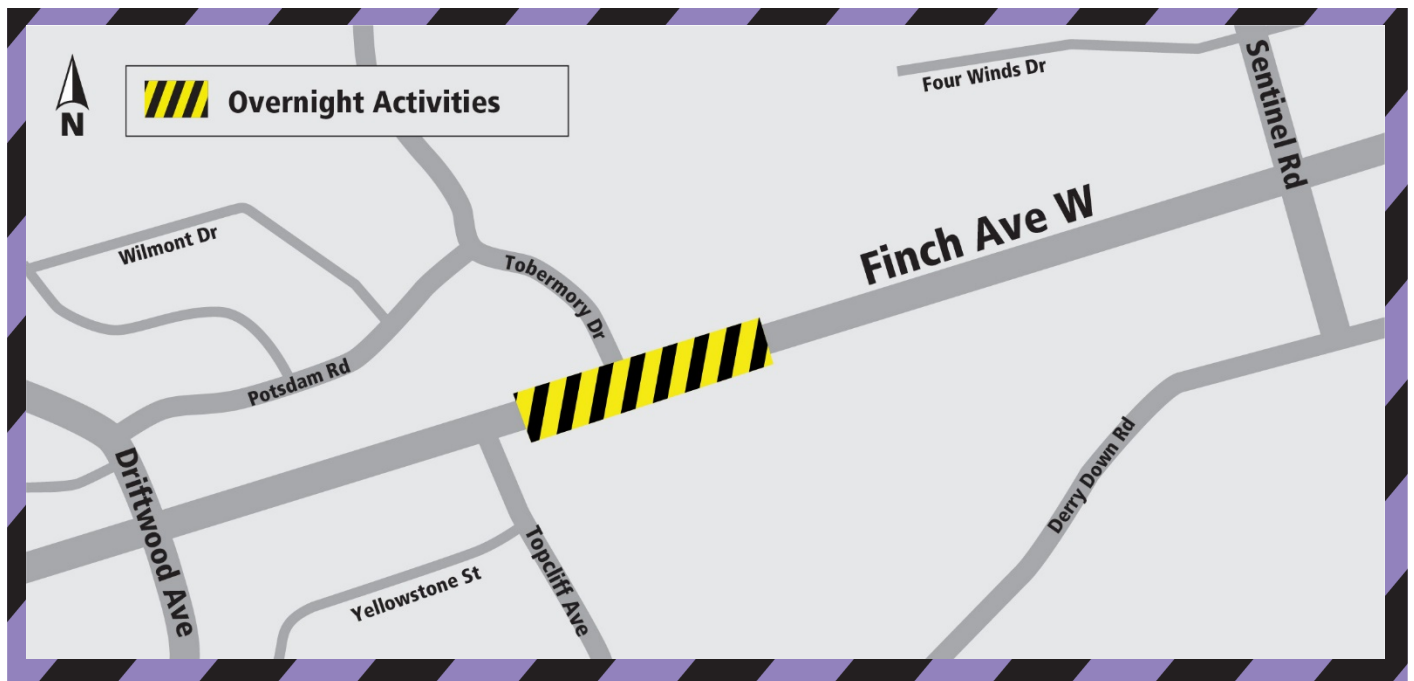 N
Overnight Activities
Four Winds Dr
Sentinel Rd
Finch Ave W
Wilmont Dr
Tobermory Dr
Potsdam Rd
Driftwood Ave
Yellowstone St
Topcliff Ave
Derry Down Rd